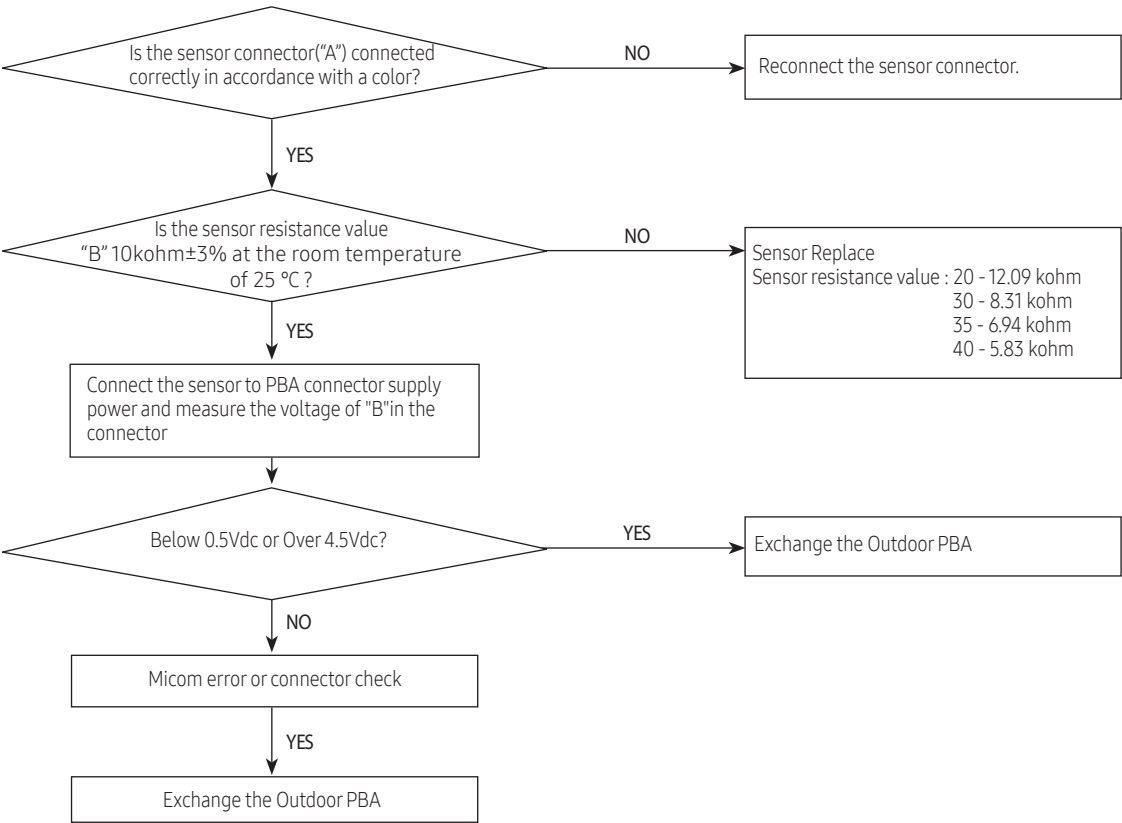 Is the sensor connector("A") connected
correctly in accordance with a color?
NO
Reconnect the sensor connector.
YES
Is the sensor resistance value
"B" 10kohm±3% at the room temperature
of 25 °C ?
NO
Sensor Replace
Sensor resistance value : 20 - 12.09 kohm
30 - 8.31 kohm
35 - 6.94 kohm
40 - 5.83 kohm
YES
Connect the sensor to PBA connector supply
power and measure the voltage of "B"in the
connector
Below 0.5Vdc or Over 4.5Vdc?
YES
Exchange the Outdoor PBA
NO
Micom error or connector check
YES
Exchange the Outdoor PBA